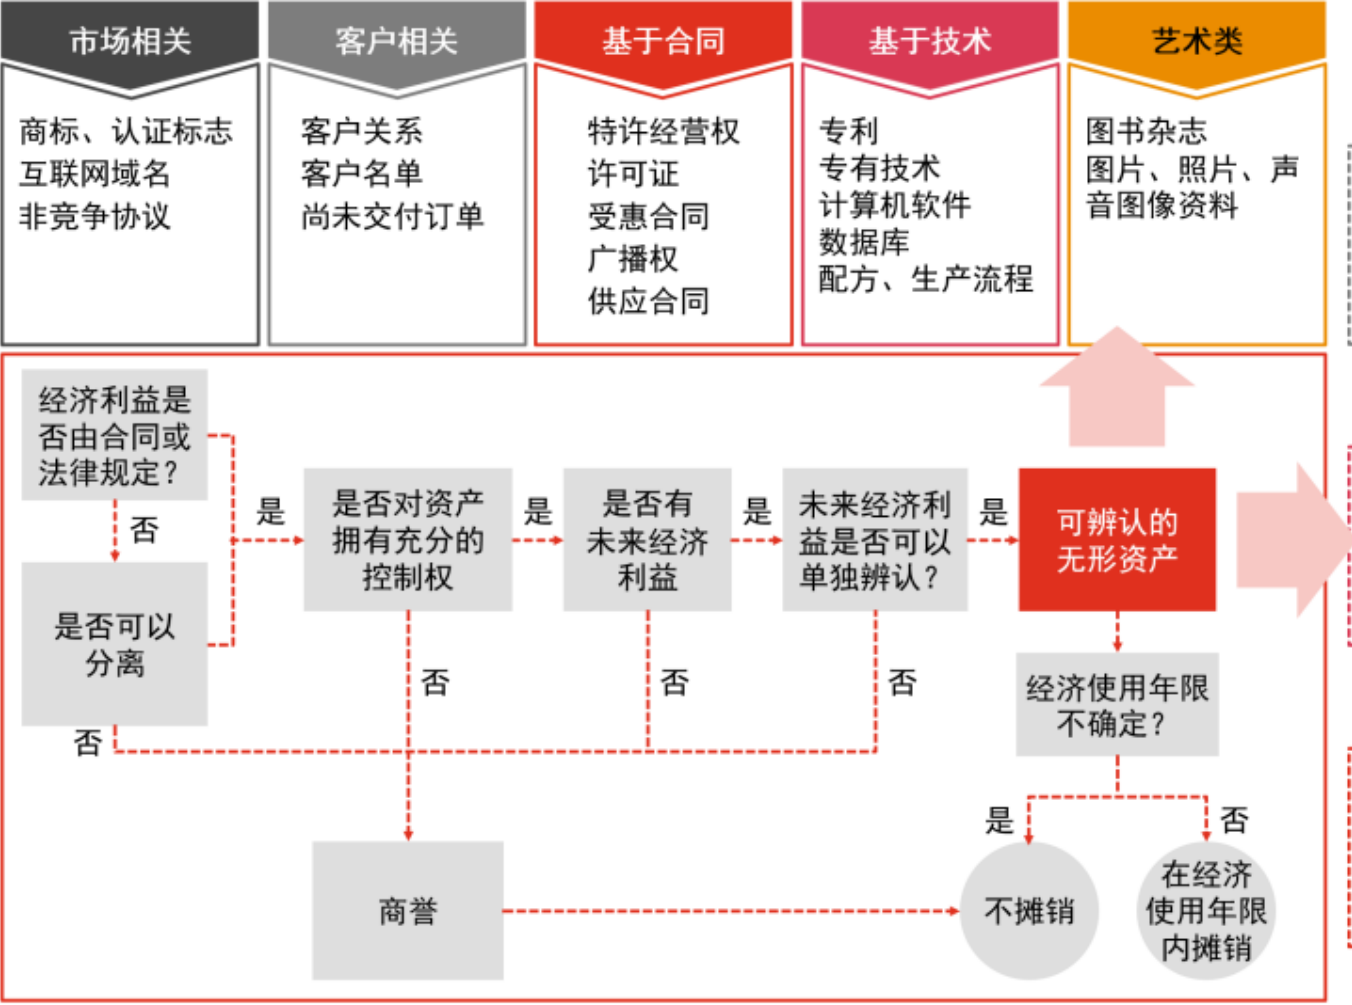 市场相关
客户相关
基于合同
基于技术
艺术类
商标、认证标志
互联网域名
非竞争协议
客户关系
客户名单
尚未交付订单
特许经营权
许可证
受惠合同
广播权
供应合同
专利
专有技术
计算机软件
数据库
配方、生产流程
图书杂志
图片、照片、声
音图像资料
经济利益是
否由合同或
法律规定?
否
是否可以
分离
否
是
是否对资产
拥有充分的
控制权
是
否
是否有
未来经济
利益
是
否
未来经济利
益是否可以
单独辨认?
是
否
可辨认的
无形资产
经济使用年限
不确定?
是
否
商誉
不摊销
在经济
使用年限
内摊销